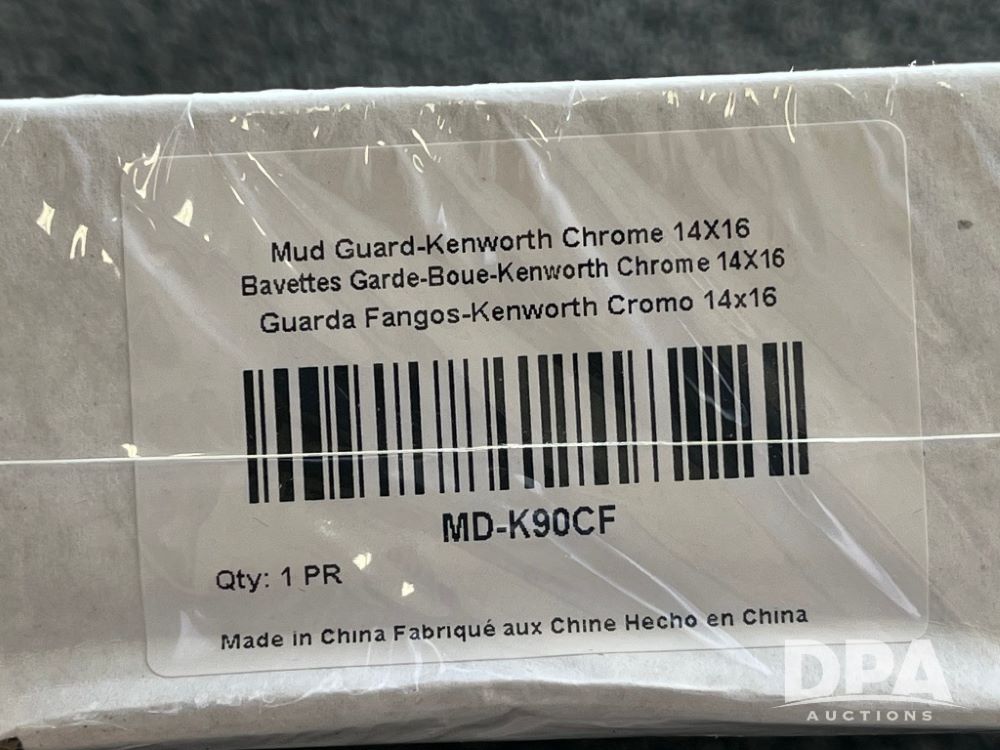 Mud Guard-Kenworth Chrome 14X16
Bavettes Garde-Boue-Kenworth Chrome 14X16
Guarda Fangos-Kenworth Cromo 14x16
MD-K90CF
Qty: 1 PR
Made in China Fabriqué aux Chine Hecho en China
DPA
AUCTIONS